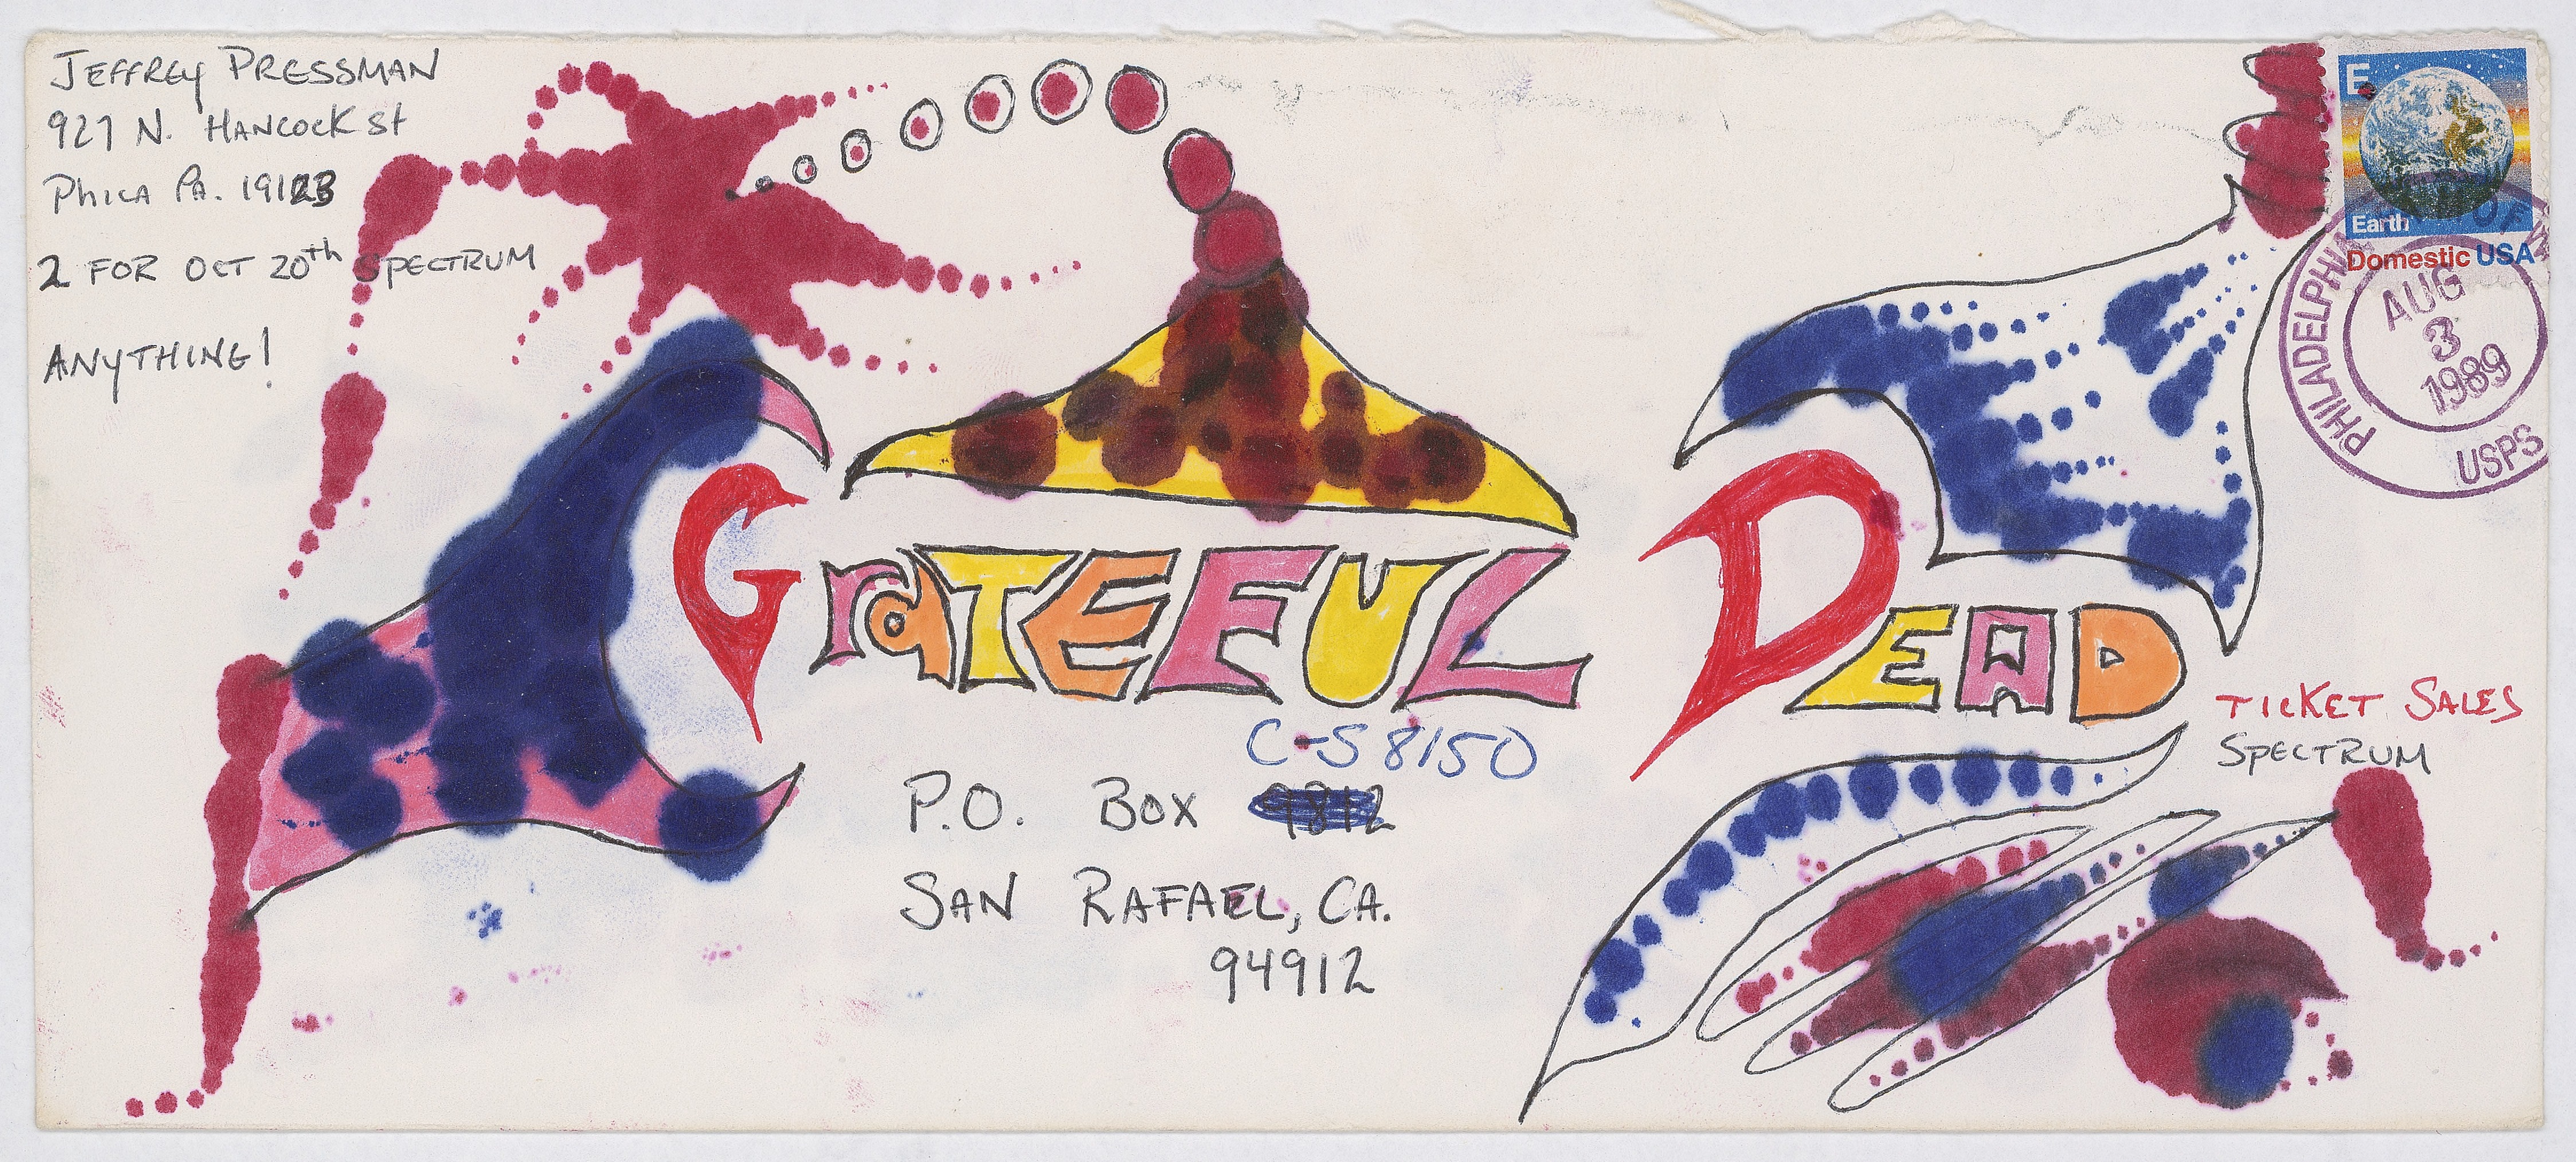 JEFFREY PRESSMAN
927 N. HANCOCK St
PHILA PA. 19123
2 FOR OCT 20th SPECTRUM
ANYTHING!
E
Earth
Domestic USA
PHILADELPHIA
AUG
3
1989
USPS
GRATEFUL DEAD
TICKET SALES
SPECTRUM
C-S 8150
P.O. BOX 9812
SAN RAFAEL, CA.
94912